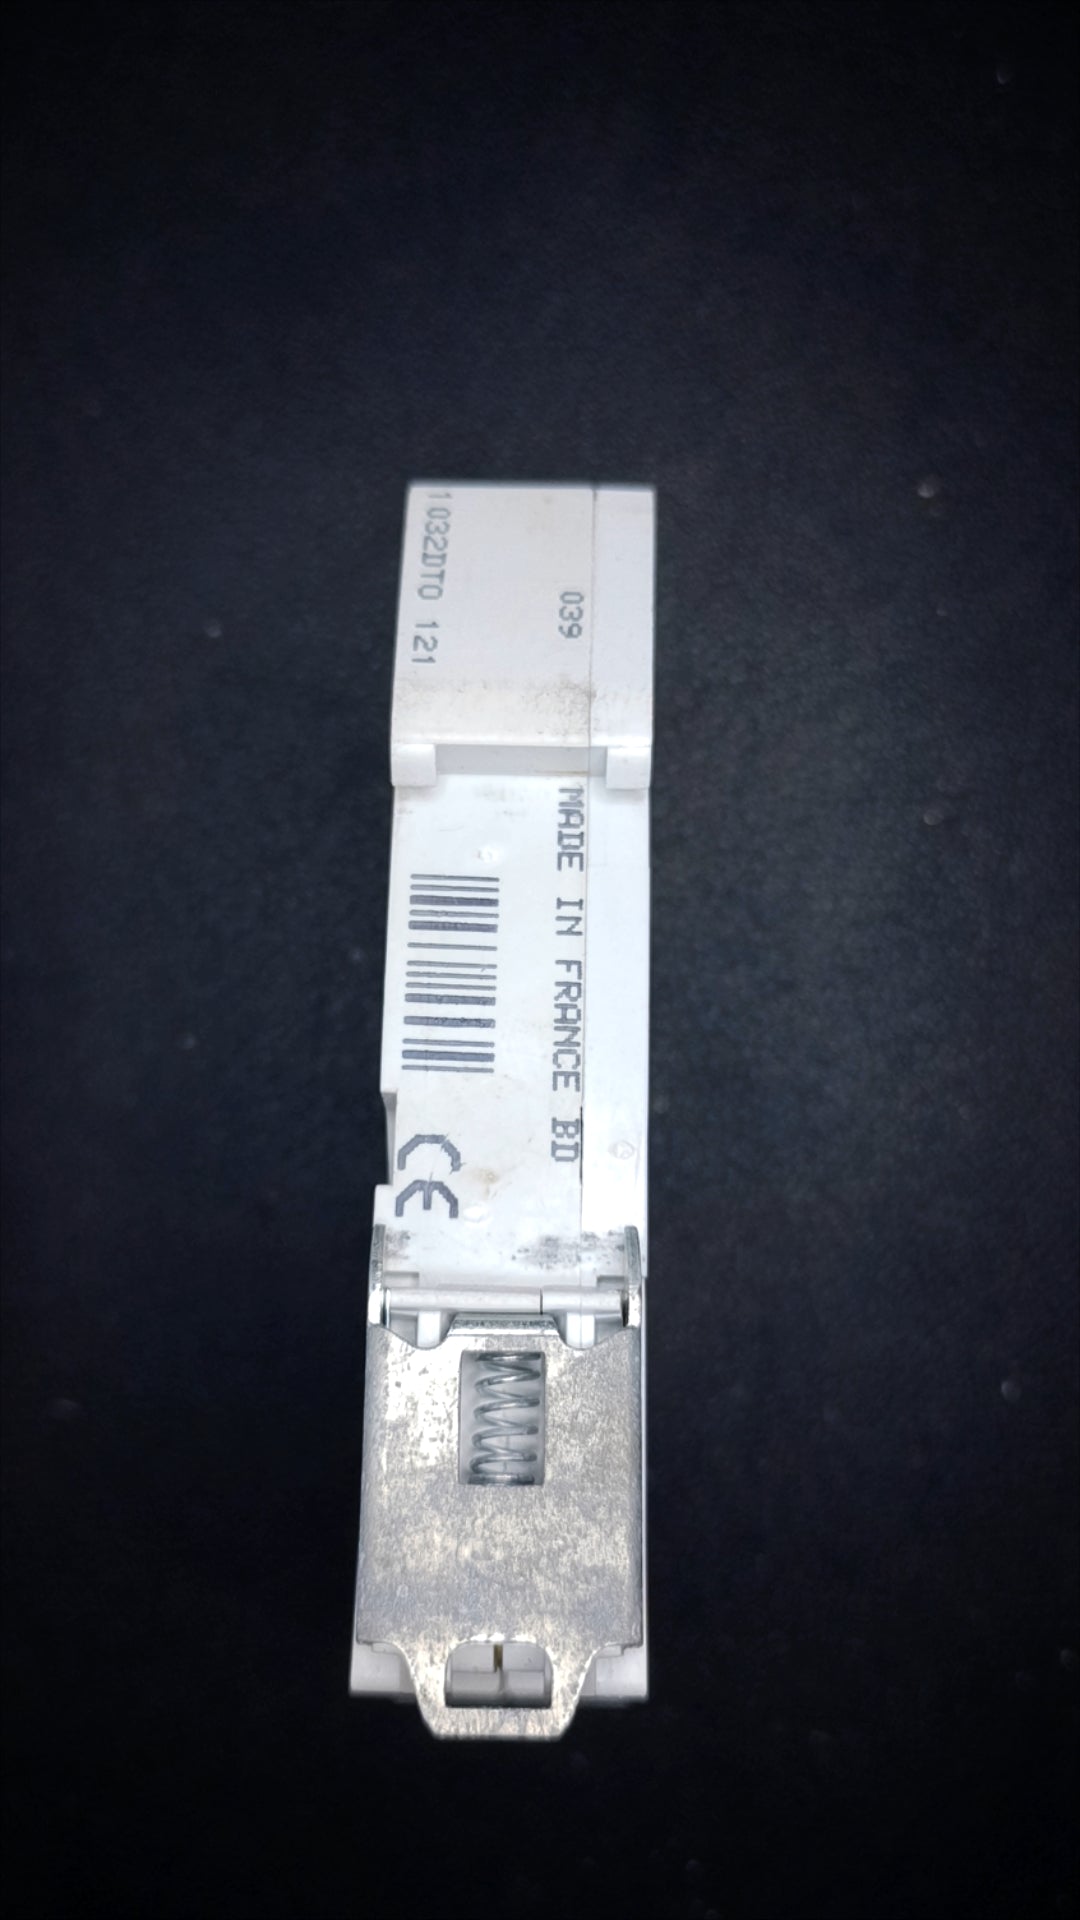 039
1032DTO 121
MADE IN FRANCE BD
CE